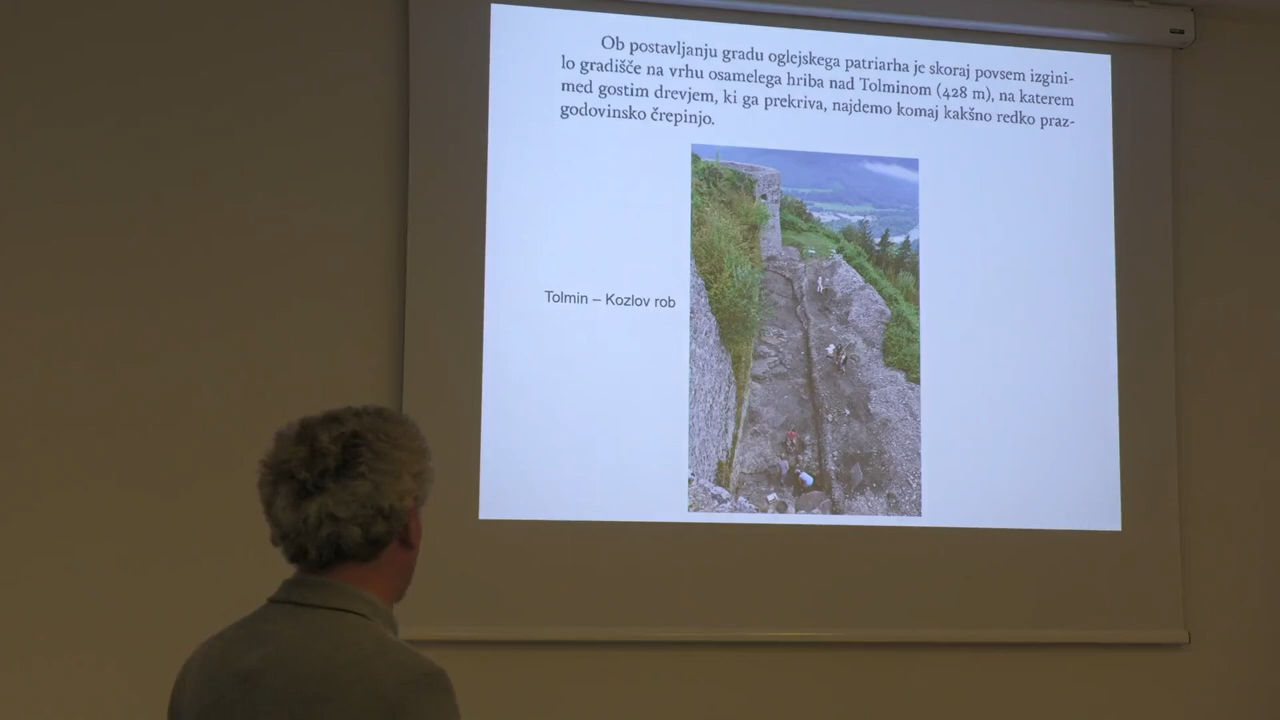 Ob postavljanju gradu oglejskega patriarha je skoraj povsem izgini-
lo gradišče na vrhu osamelega hriba nad Tolminom (428 m), na katerem
med gostim drevjem, ki ga prekriva, najdemo komaj kakšno redko praz-
godovinsko črepinjo.
Tolmin – Kozlov rob